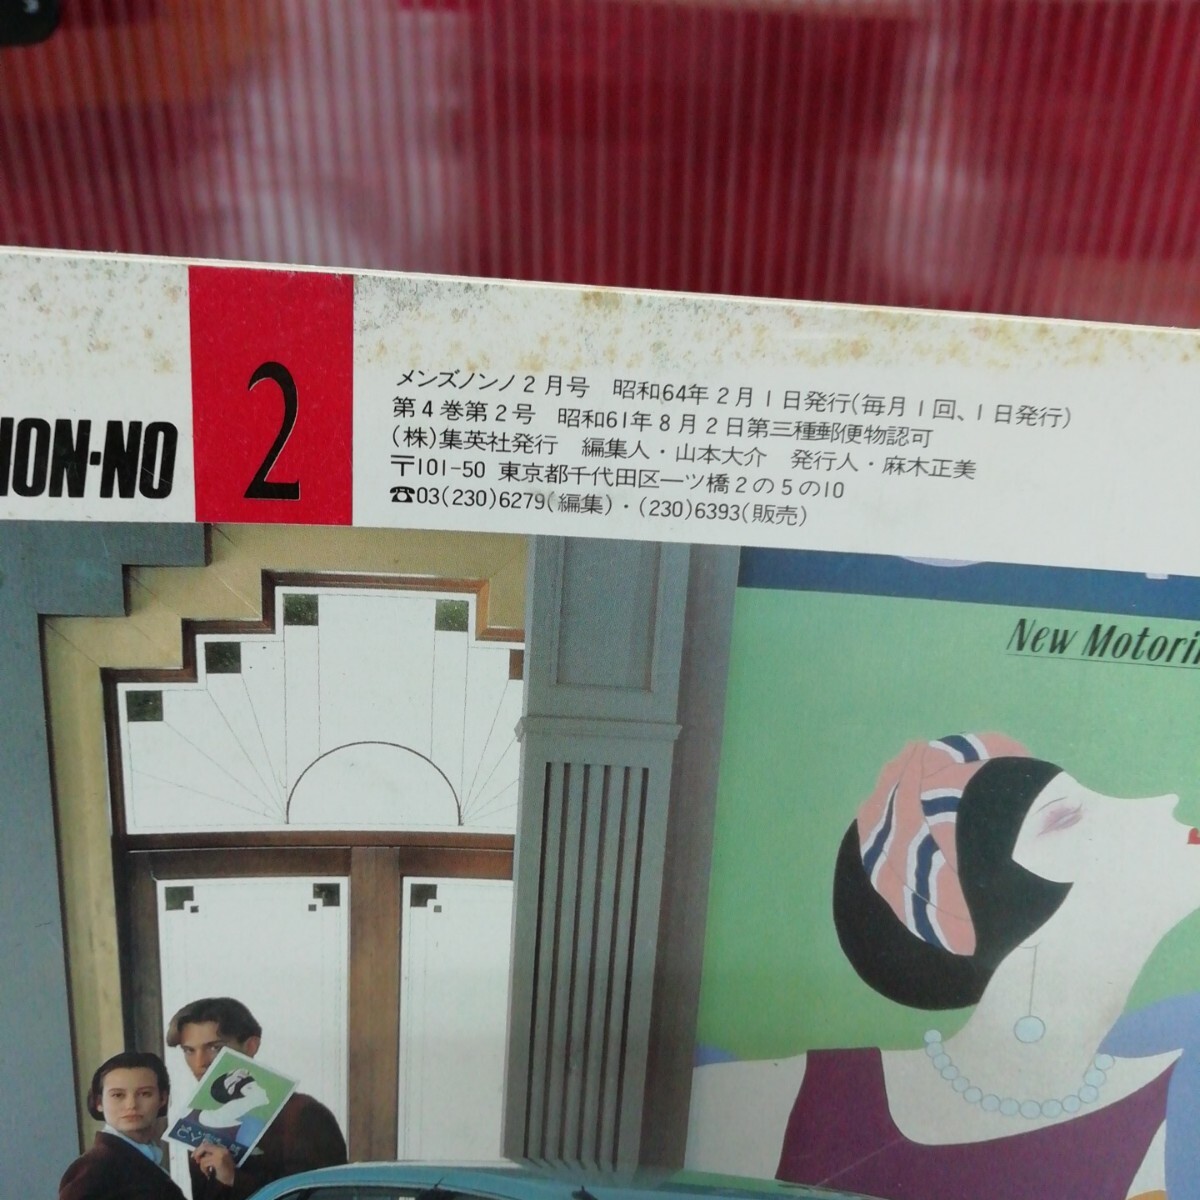 ION-NO
2
メンズノンノ2月号 昭和64年2月1日発行(毎月1回、1日発行)
第4巻第2号 昭和61年8月2日第三種郵便物認可
(株)集英社発行 編集人・山本大介 発行人・麻木正美
〒101-50 東京都千代田区一ツ橋2の5の10
☎03(230)6279(編集)・(230)6393(販売)
New Motorin